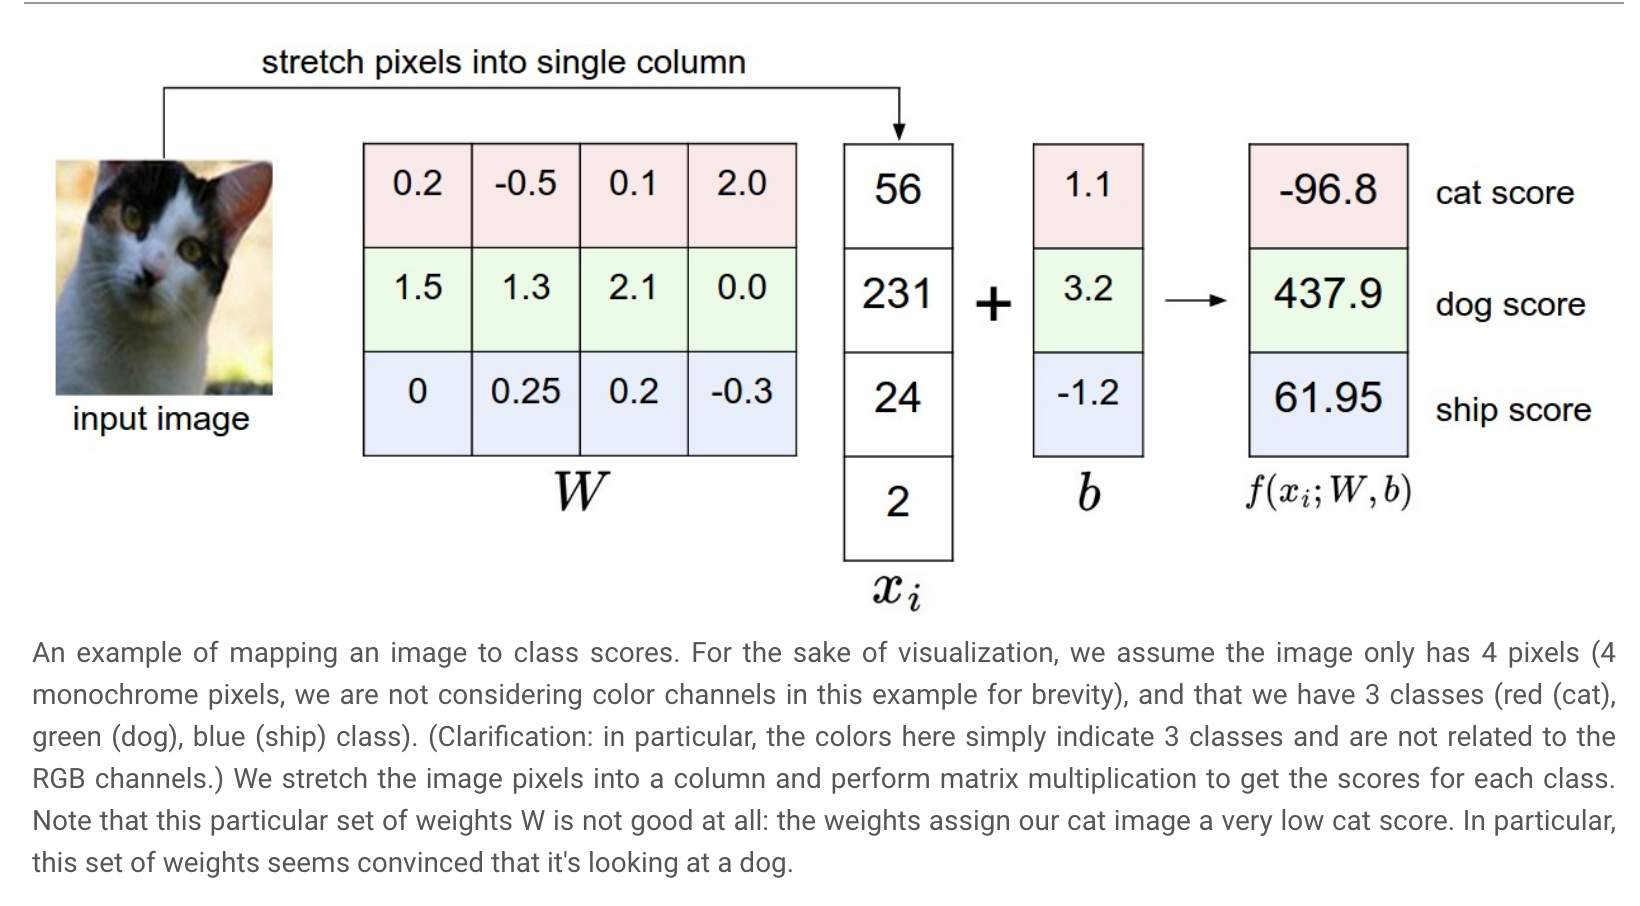 stretch pixels into single column
0.2 -0.5 0.1 2.0
1.5 1.3 2.1 0.0
0 0.25 0.2 -0.3
W
56
231
24
2
x_i
+
1.1
3.2
-1.2
b
-96.8 cat score
437.9 dog score
61.95 ship score
f(x_i; W, b)
input image
An example of mapping an image to class scores. For the sake of visualization, we assume the image only has 4 pixels (4
monochrome pixels, we are not considering color channels in this example for brevity), and that we have 3 classes (red (cat),
green (dog), blue (ship) class). (Clarification: in particular, the colors here simply indicate 3 classes and are not related to the
RGB channels.) We stretch the image pixels into a column and perform matrix multiplication to get the scores for each class.
Note that this particular set of weights W is not good at all: the weights assign our cat image a very low cat score. In particular,
this set of weights seems convinced that it's looking at a dog.